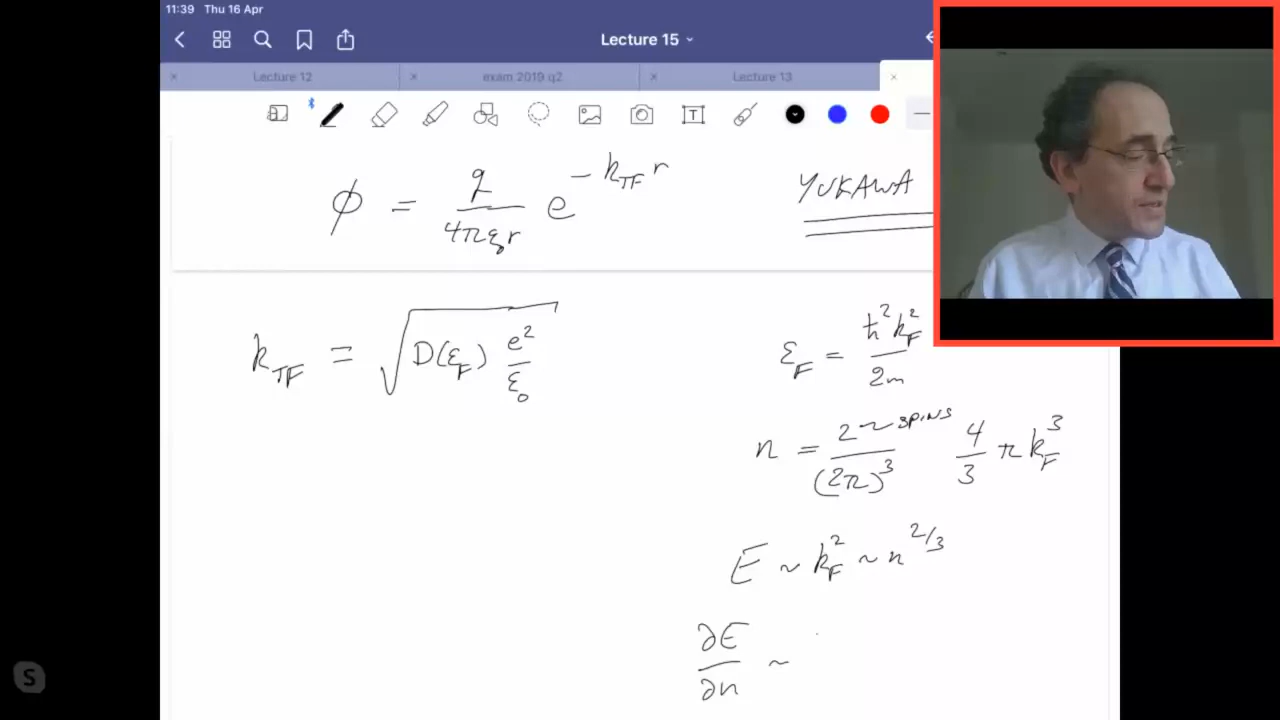 11:39 Thu 16 Apr
Lecture 15
Lecture 12
exam 2019 q2
Lecture 13
T
ϕ = q/(4πε₀r) e^(−k_TF r)
YUKAWA
k_TF = √(D(ε_F) e²/ε₀)
ε_F = ħ²k_F²/2m
n = 2/(2π)³ ~ SPINS 4/3 π k_F³
E ~ k_F² ~ n^(2/3)
∂E/∂n ~
S